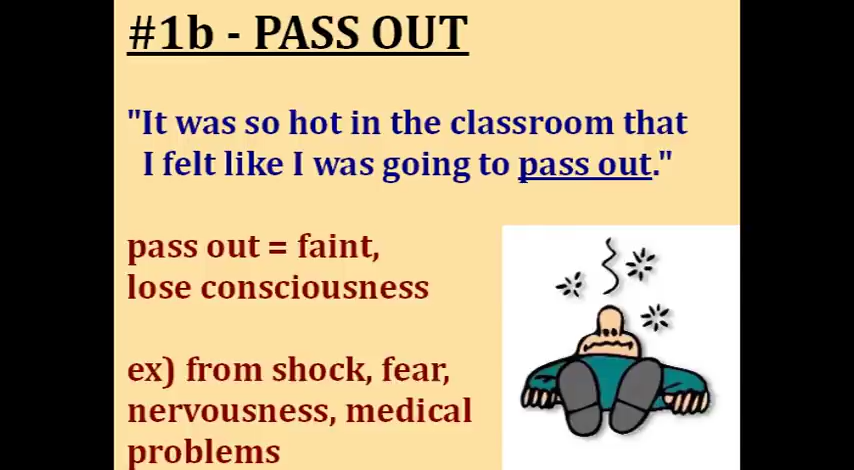 #1b - PASS OUT
"It was so hot in the classroom that
I felt like I was going to pass out."
pass out = faint,
lose consciousness
ex) from shock, fear,
nervousness, medical
problems